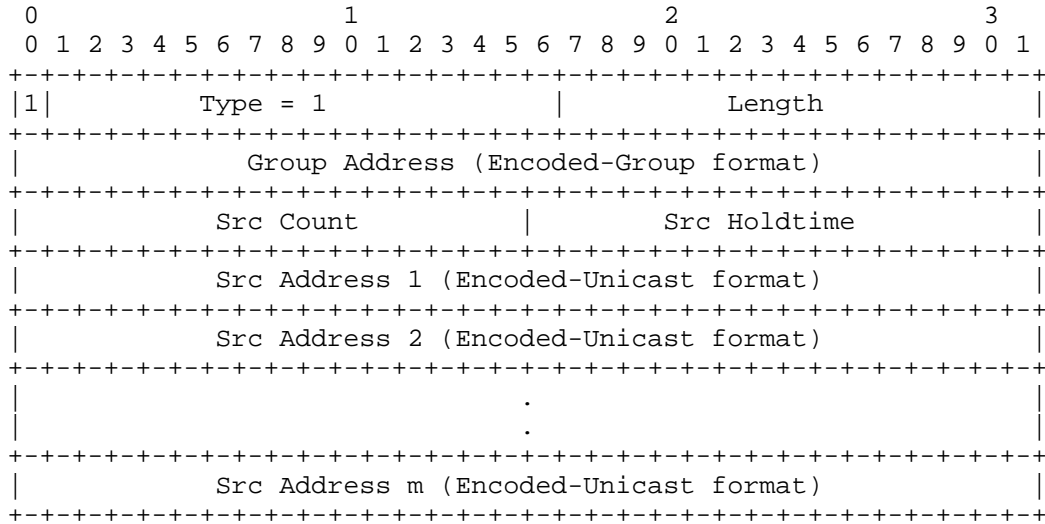 0                   1                   2                   3
 0 1 2 3 4 5 6 7 8 9 0 1 2 3 4 5 6 7 8 9 0 1 2 3 4 5 6 7 8 9 0 1
+-+-+-+-+-+-+-+-+-+-+-+-+-+-+-+-+-+-+-+-+-+-+-+-+-+-+-+-+-+-+-+-+
|1|         Type = 1              |          Length             |
+-+-+-+-+-+-+-+-+-+-+-+-+-+-+-+-+-+-+-+-+-+-+-+-+-+-+-+-+-+-+-+-+
|              Group Address (Encoded-Group format)             |
+-+-+-+-+-+-+-+-+-+-+-+-+-+-+-+-+-+-+-+-+-+-+-+-+-+-+-+-+-+-+-+-+
|            Src Count          |        Src Holdtime           |
+-+-+-+-+-+-+-+-+-+-+-+-+-+-+-+-+-+-+-+-+-+-+-+-+-+-+-+-+-+-+-+-+
|            Src Address 1 (Encoded-Unicast format)             |
+-+-+-+-+-+-+-+-+-+-+-+-+-+-+-+-+-+-+-+-+-+-+-+-+-+-+-+-+-+-+-+-+
|            Src Address 2 (Encoded-Unicast format)             |
+-+-+-+-+-+-+-+-+-+-+-+-+-+-+-+-+-+-+-+-+-+-+-+-+-+-+-+-+-+-+-+-+
|                               .                               |
|                               .                               |
+-+-+-+-+-+-+-+-+-+-+-+-+-+-+-+-+-+-+-+-+-+-+-+-+-+-+-+-+-+-+-+-+
|            Src Address m (Encoded-Unicast format)             |
+-+-+-+-+-+-+-+-+-+-+-+-+-+-+-+-+-+-+-+-+-+-+-+-+-+-+-+-+-+-+-+-+